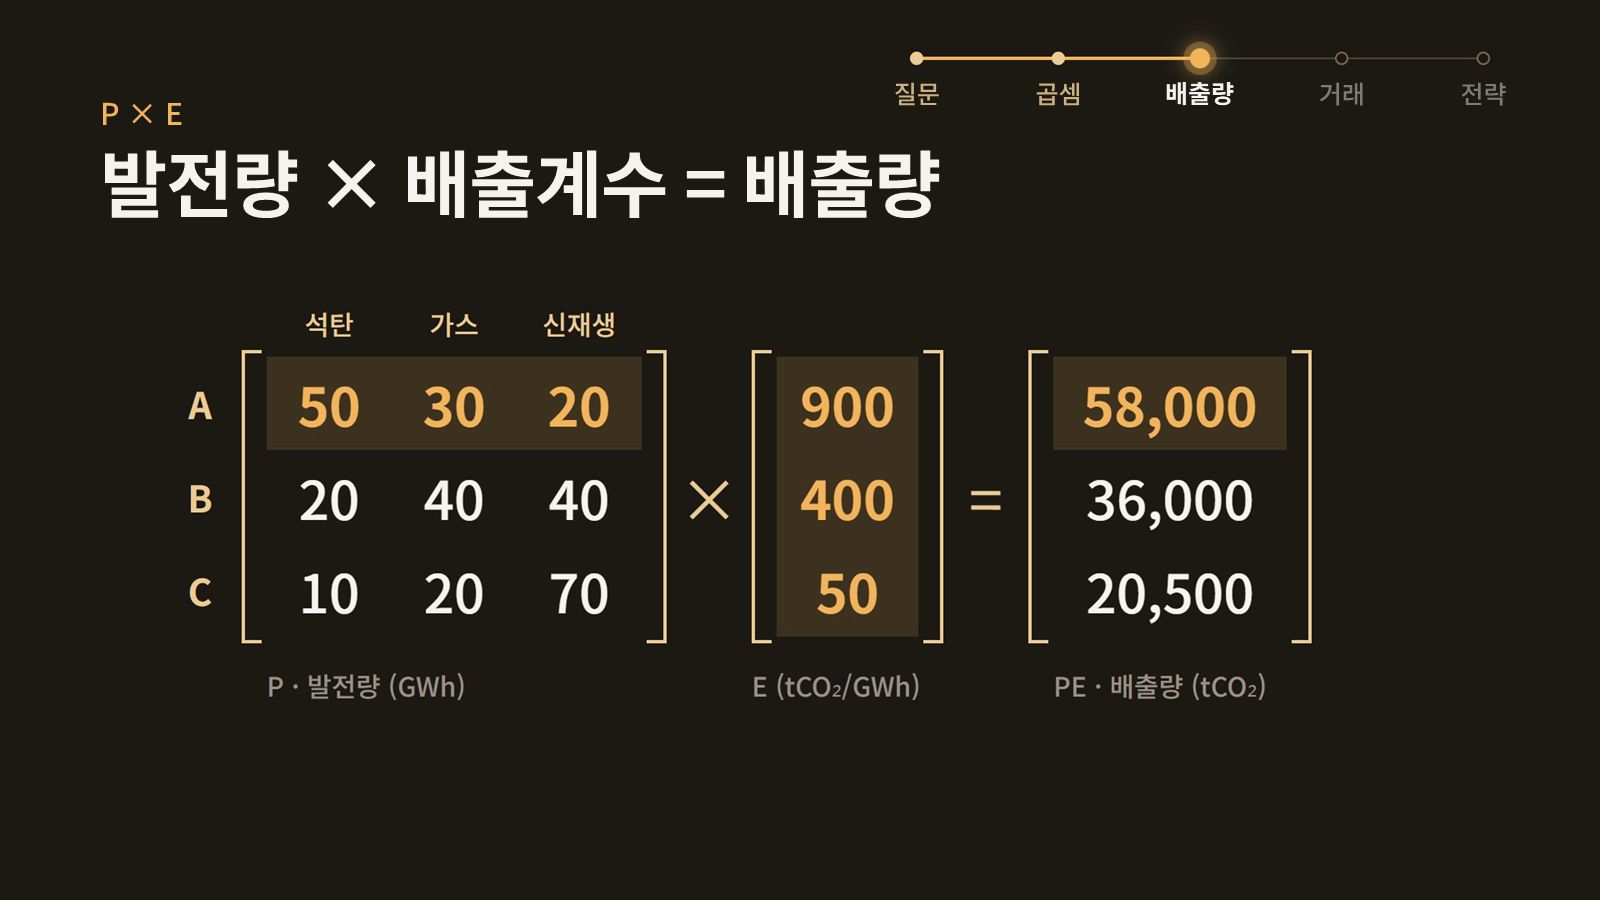 질문 곱셈 배출량 거래 전략
P × E
발전량 × 배출계수 = 배출량
석탄 가스 신재생
A 50 30 20 900 58,000
B 20 40 40 × 400 = 36,000
C 10 20 70 50 20,500
P · 발전량 (GWh) E (tCO₂/GWh) PE · 배출량 (tCO₂)